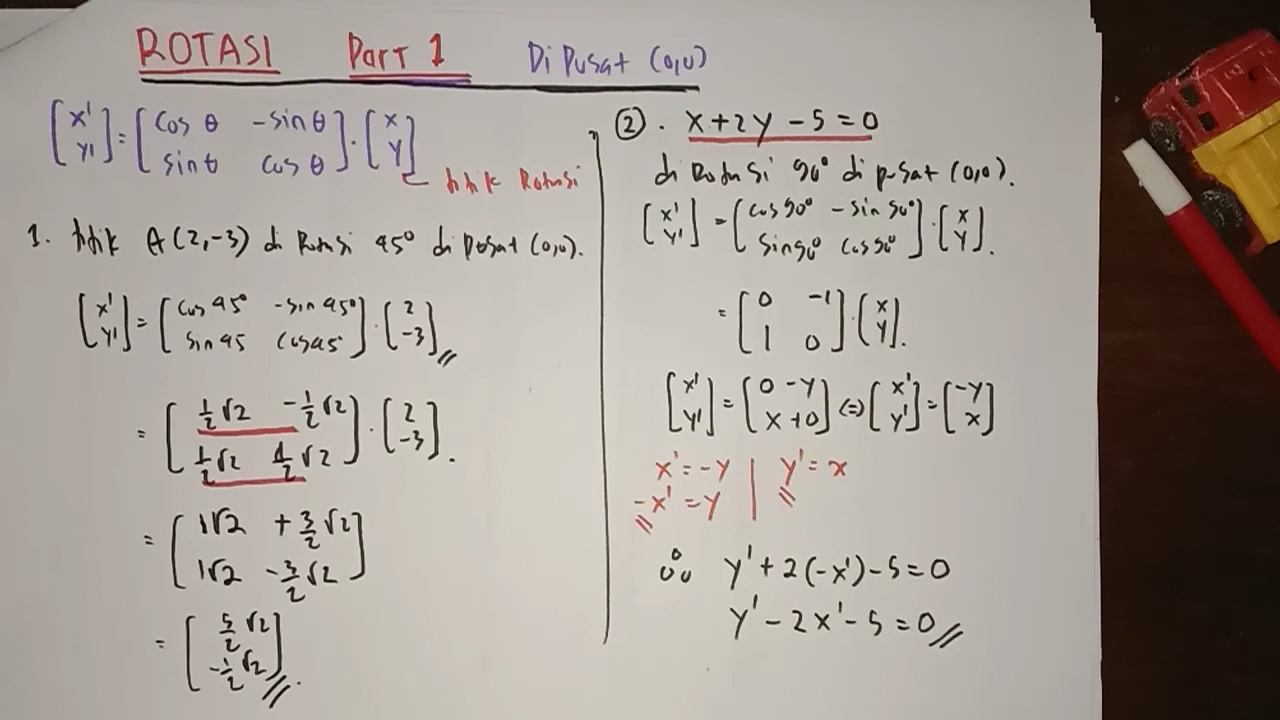 ROTASI Part 1 Di Pusat (0,0)
[x' y'] = [cos θ -sin θ sin θ cos θ] · [x y]
titik Rotasi
1. titik A(2,-3) di Rotasi 45° di Pusat (0,0).
[x' y'] = [cos 45° -sin 45° sin 45 cos 45] · [2 -3]
= [1/2 √2 -1/2 √2 1/2 √2 1/2 √2] · [2 -3].
= [1√2 + 3/2 √2 1√2 - 3/2 √2]
= [5/2 √2 -1/2 √2].
2. x + 2y - 5 = 0
di Rotasi 90° di pusat (0,0).
[x' y'] = [cos 90° -sin 90° sin 90° cos 90°] · [x y].
= [0 -1 1 0] · [x y].
[x' y'] = [0 - y x + 0] ⇔ [x' y'] = [-y x]
x' = -y | y' = x
-x' = y
∴ y' + 2(-x') - 5 = 0
y' - 2x' - 5 = 0